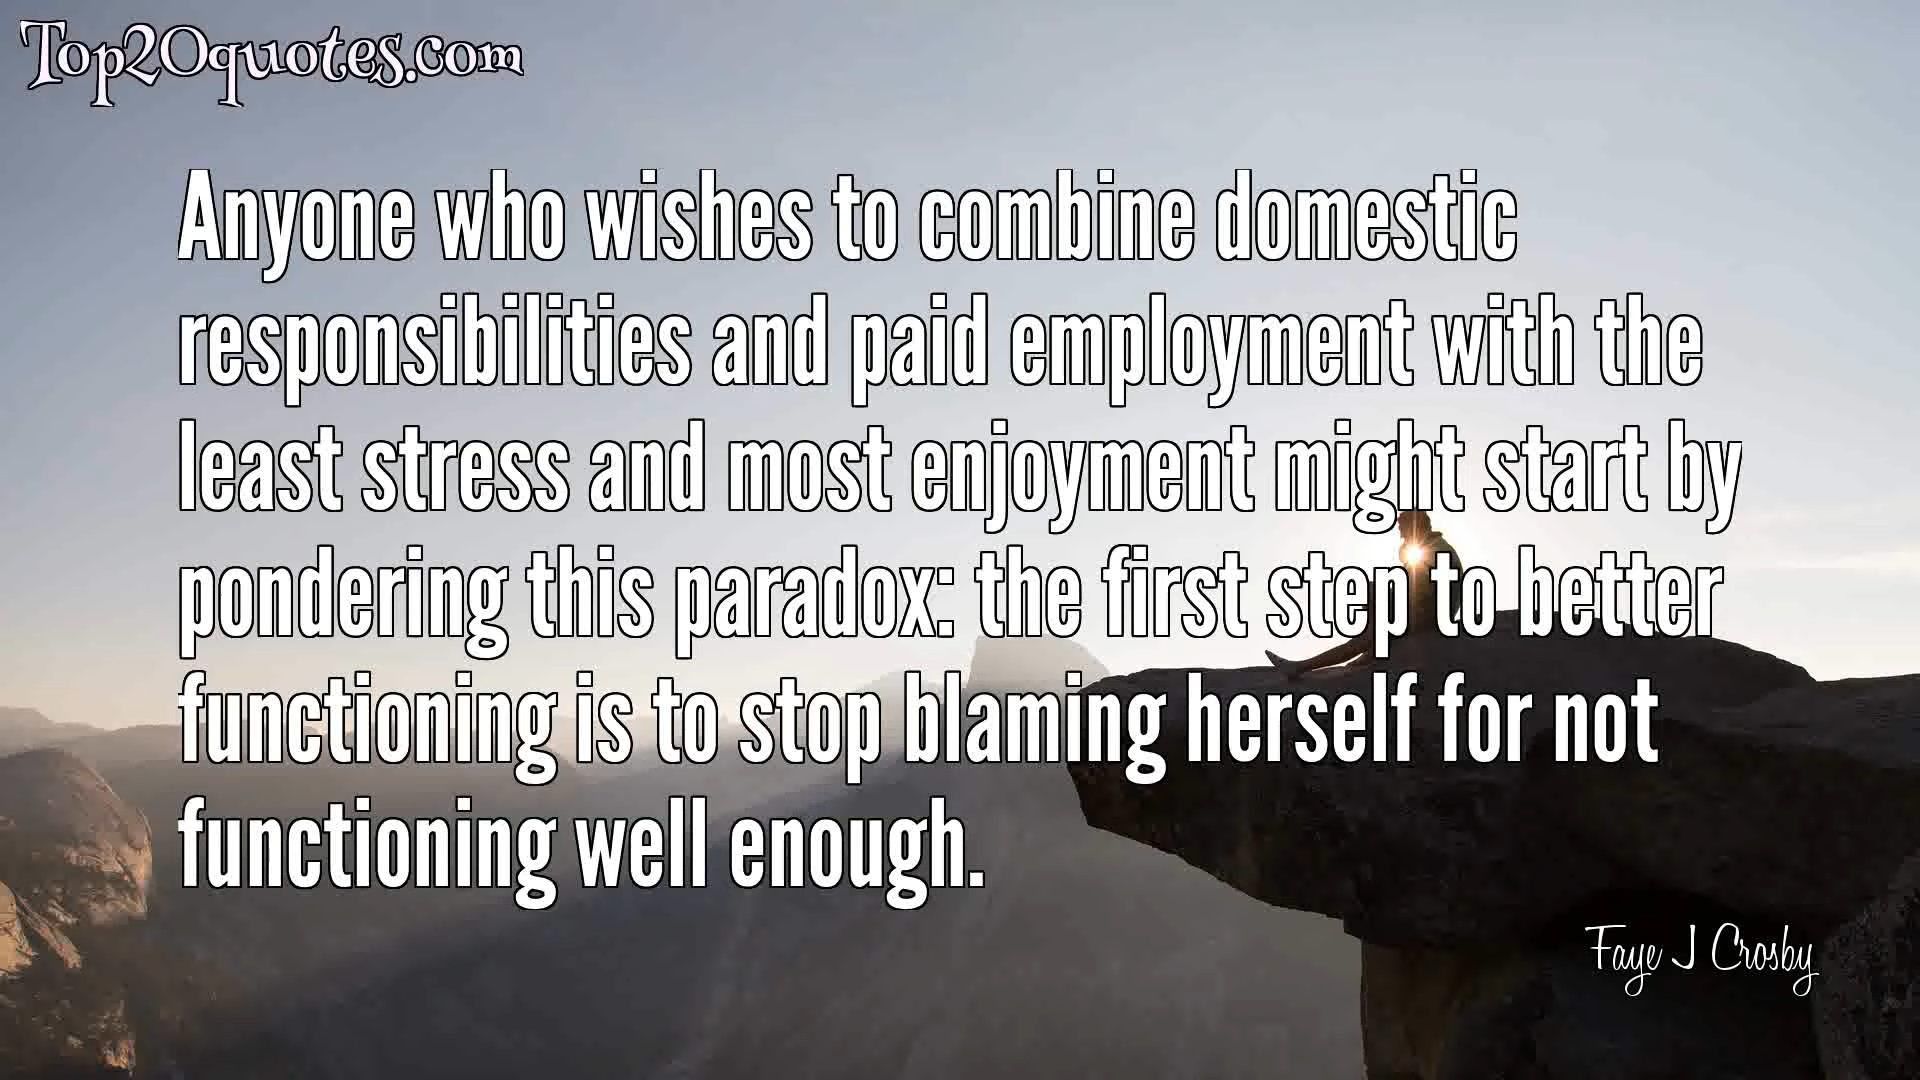 Top20quotes.com
Anyone who wishes to combine domestic
responsibilities and paid employment with the
least stress and most enjoyment might start by
pondering this paradox: the first step to better
functioning is to stop blaming herself for not
functioning well enough.
Faye J Crosby